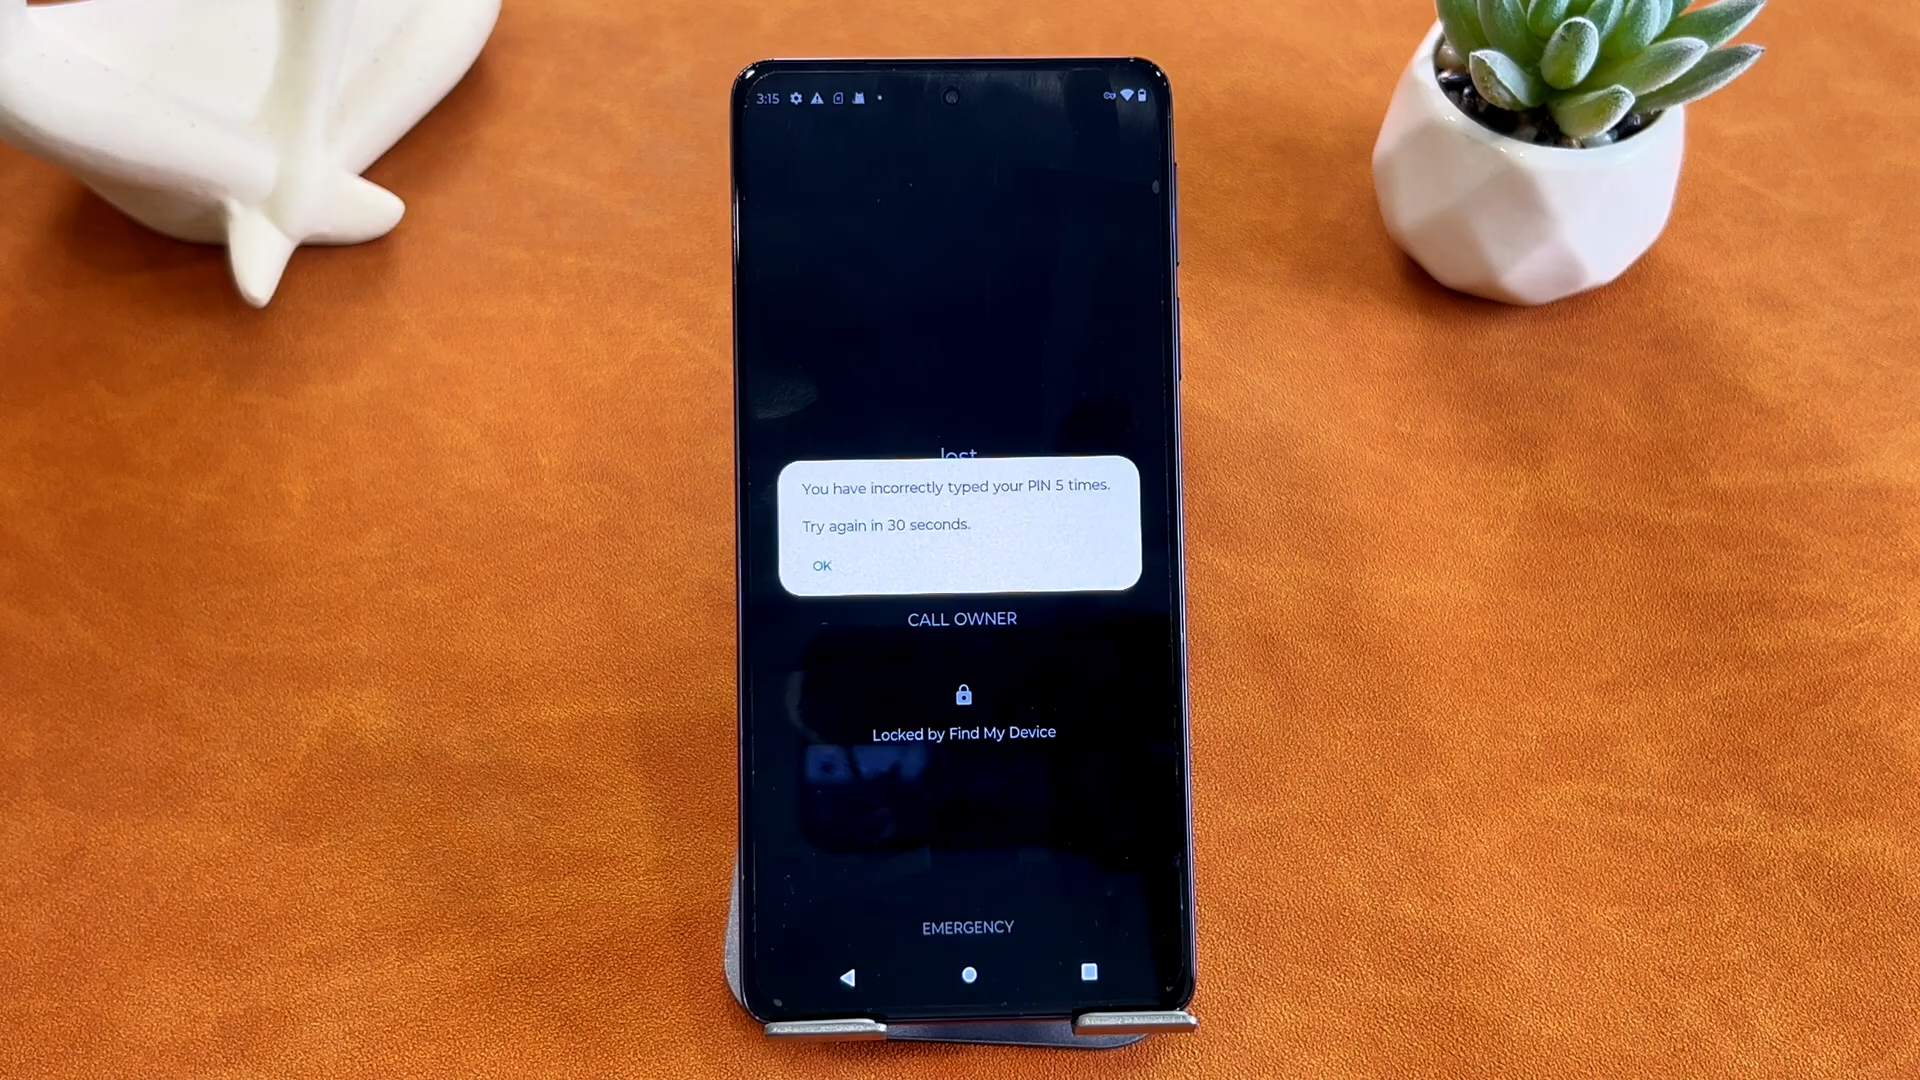 3:15
lost
You have incorrectly typed your PIN 5 times.
Try again in 30 seconds.
OK
CALL OWNER
Locked by Find My Device
EMERGENCY